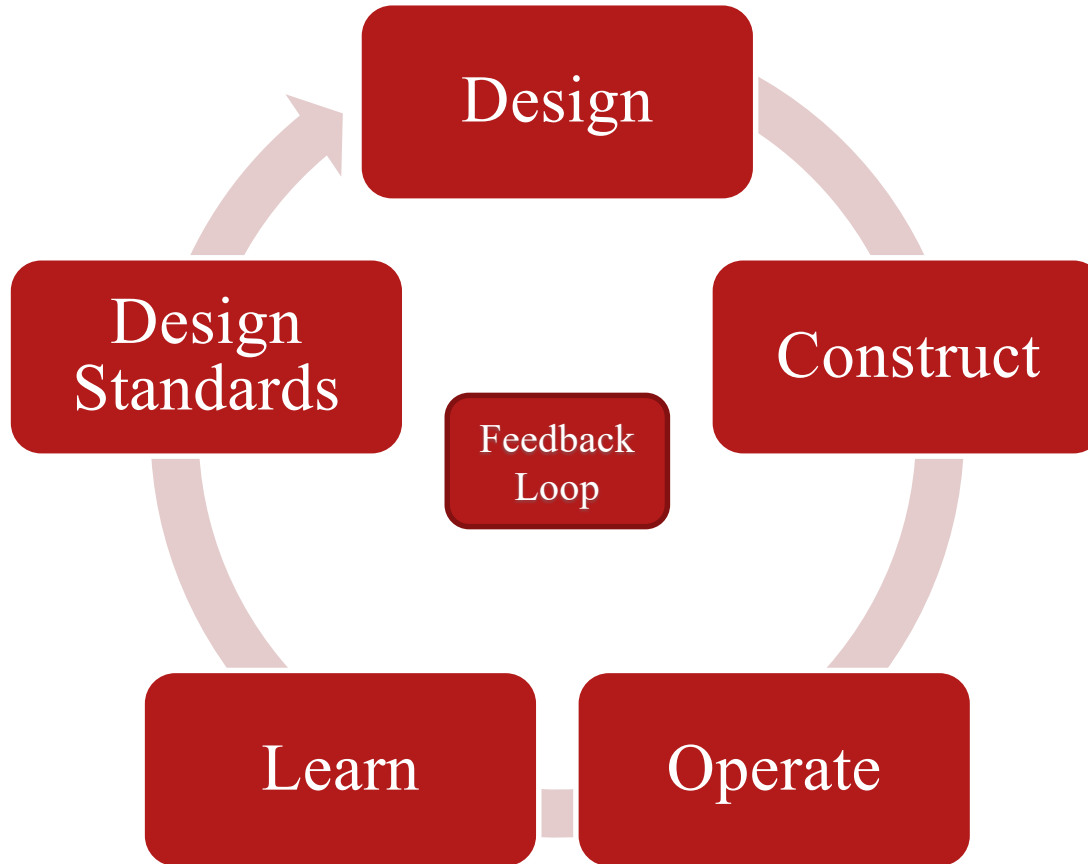 Design
Construct
Operate
Learn
Design
Standards
Feedback
Loop